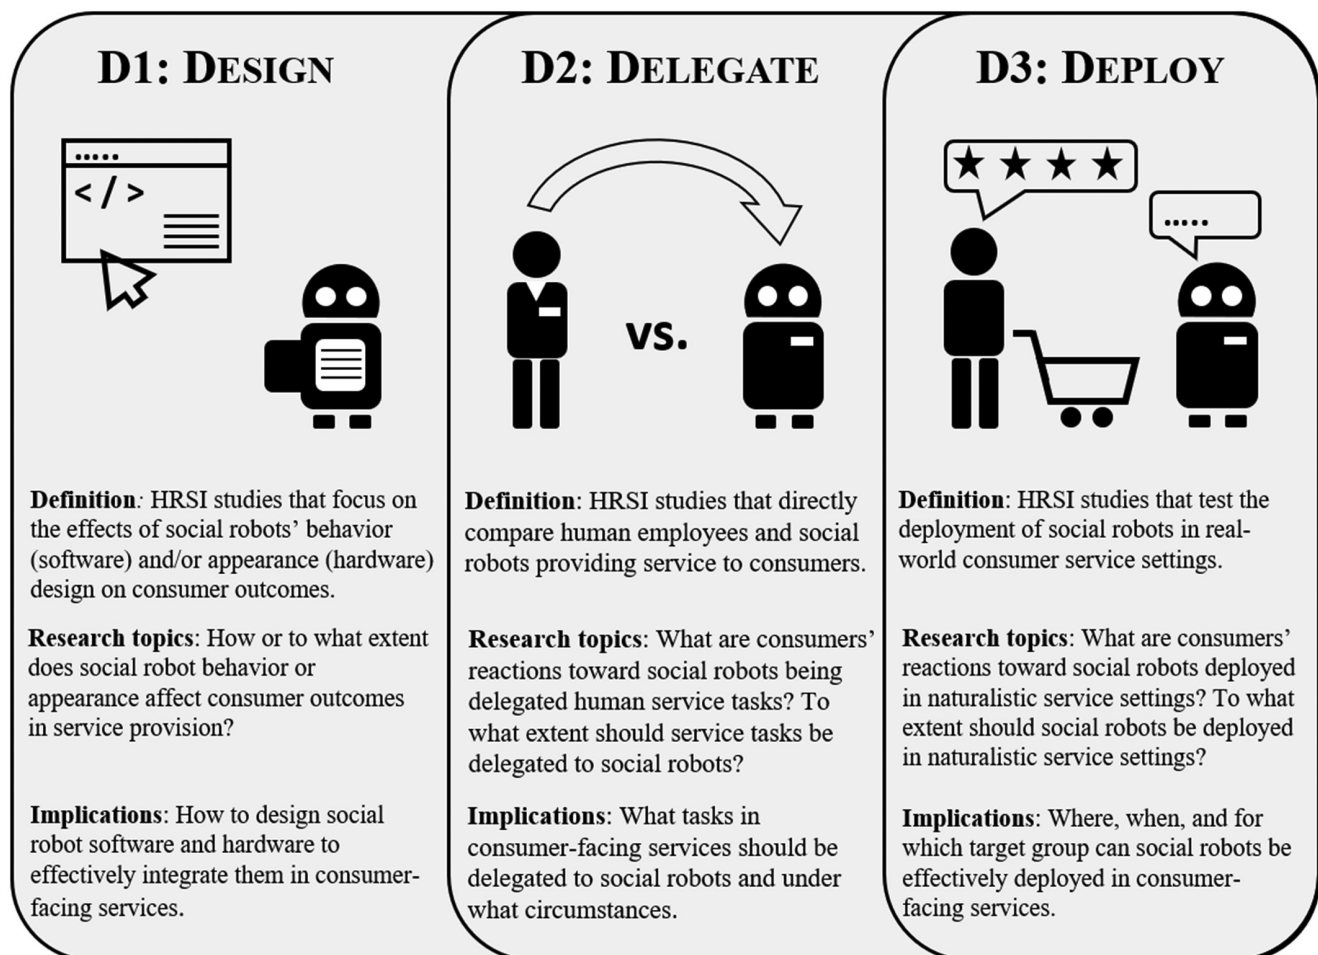 D1: DESIGN
.....
</>
Definition: HRSI studies that focus on
the effects of social robots’ behavior
(software) and/or appearance (hardware)
design on consumer outcomes.
Research topics: How or to what extent
does social robot behavior or
appearance affect consumer outcomes
in service provision?
Implications: How to design social
robot software and hardware to
effectively integrate them in consumer-
facing services.
D2: DELEGATE
vs.
Definition: HRSI studies that directly
compare human employees and social
robots providing service to consumers.
Research topics: What are consumers’
reactions toward social robots being
delegated human service tasks? To
what extent should service tasks be
delegated to social robots?
Implications: What tasks in
consumer-facing services should be
delegated to social robots and under
what circumstances.
D3: DEPLOY
.....
Definition: HRSI studies that test the
deployment of social robots in real-
world consumer service settings.
Research topics: What are consumers’
reactions toward social robots deployed
in naturalistic service settings? To what
extent should social robots be deployed
in naturalistic service settings?
Implications: Where, when, and for
which target group can social robots be
effectively deployed in consumer-
facing services.